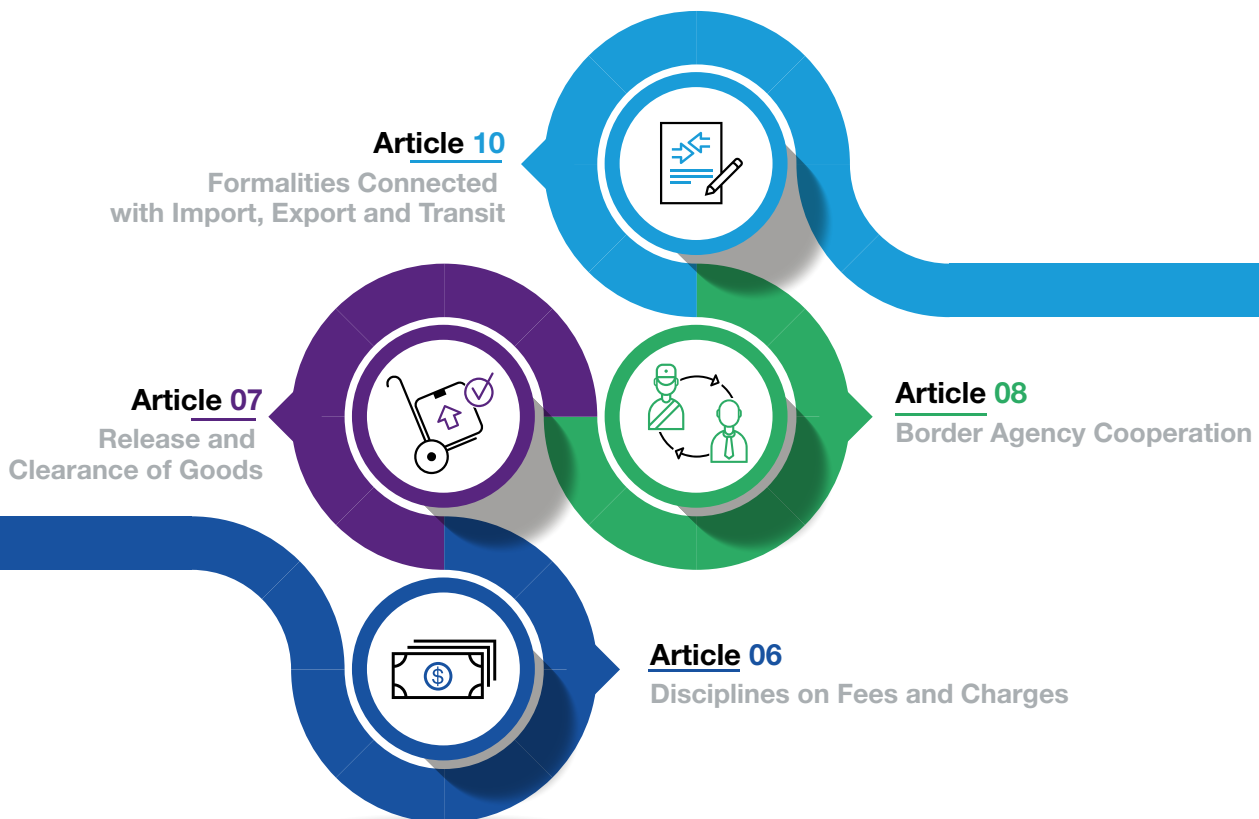 Article 10
Formalities Connected
with Import, Export and Transit
Article 07
Release and
Clearance of Goods
Article 08
Border Agency Cooperation
$
Article 06
Disciplines on Fees and Charges